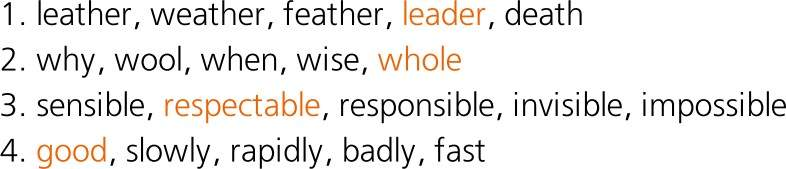 1. leather, weather, feather, leader, death
2. why, wool, when, wise, whole
3. sensible, respectable, responsible, invisible, impossible
4. good, slowly, rapidly, badly, fast